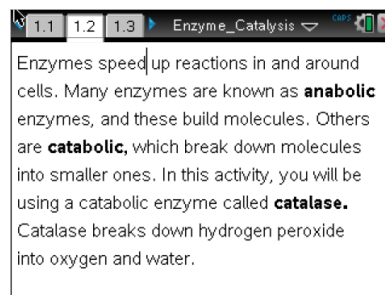 1.1 1.2 1.3 Enzyme_Catalysis CAPS
Enzymes speed up reactions in and around
cells. Many enzymes are known as anabolic
enzymes, and these build molecules. Others
are catabolic, which break down molecules
into smaller ones. In this activity, you will be
using a catabolic enzyme called catalase.
Catalase breaks down hydrogen peroxide
into oxygen and water.